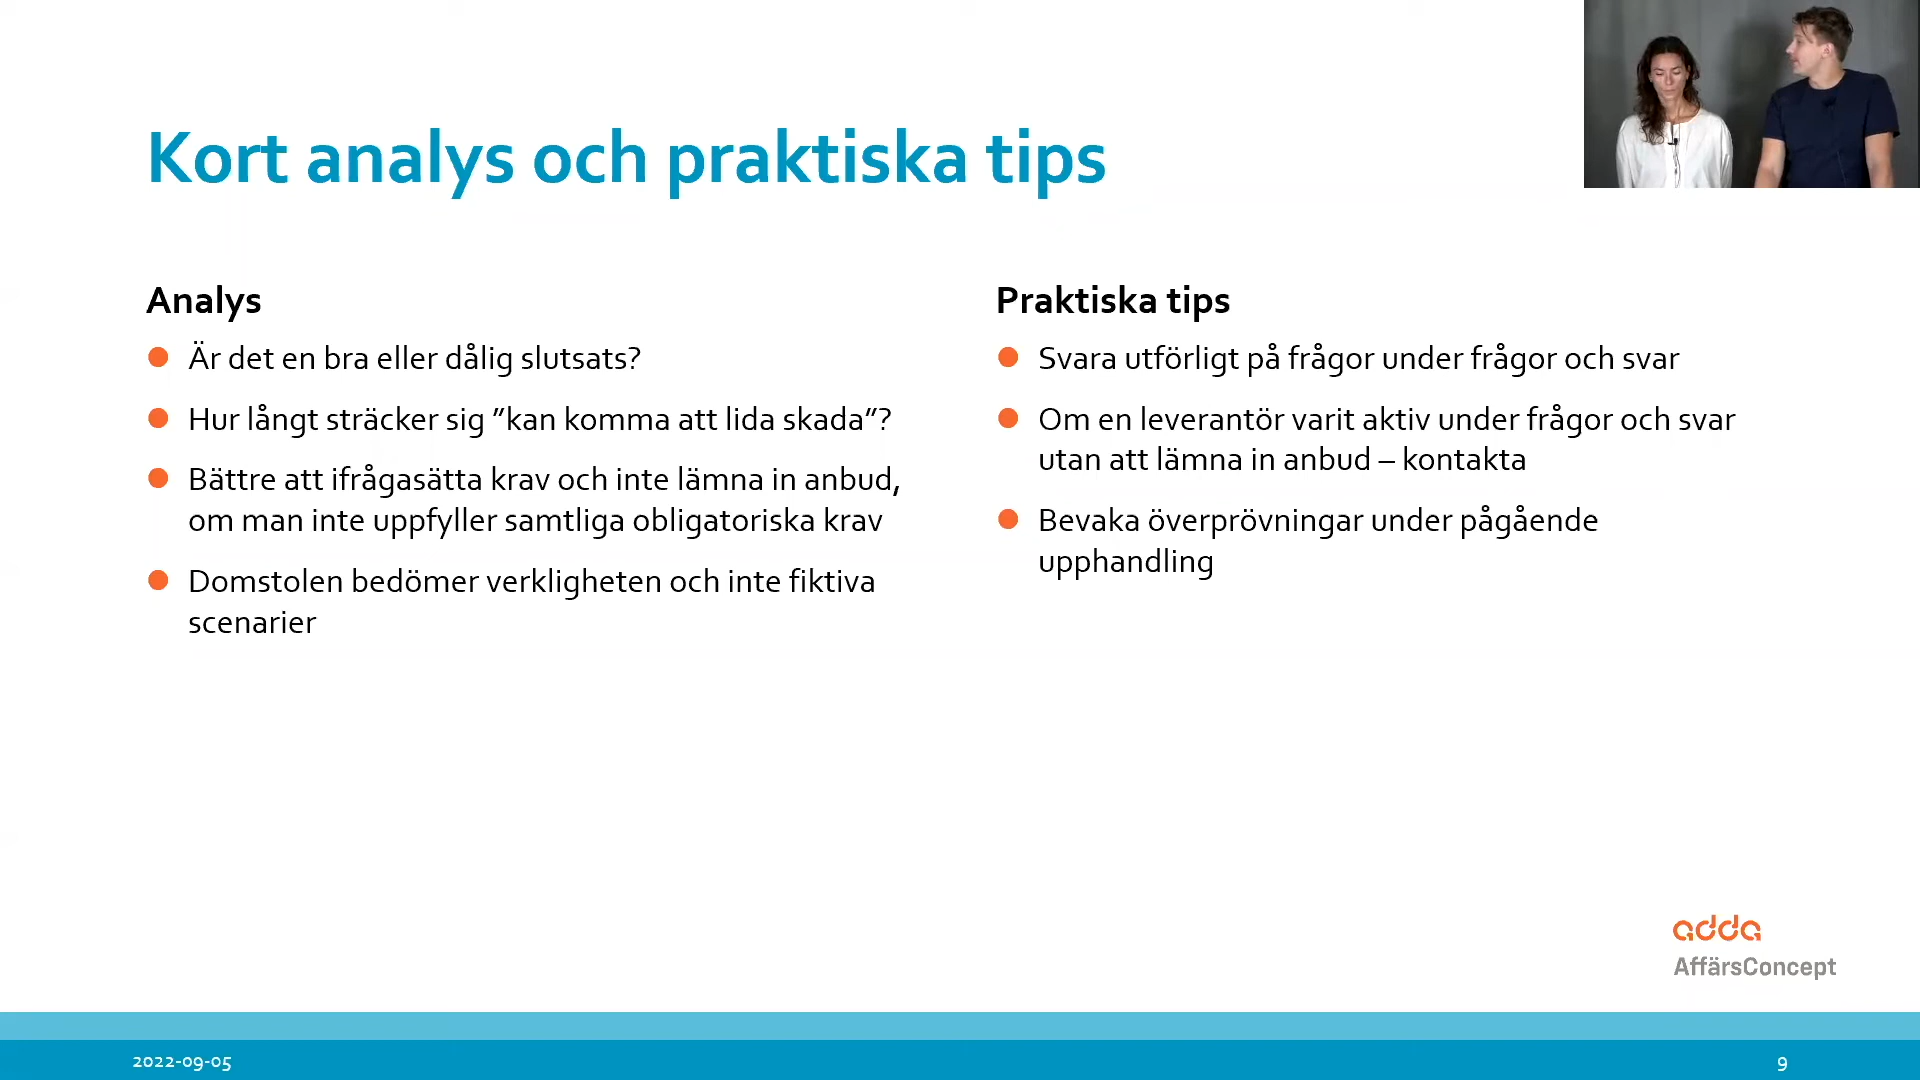 Kort analys och praktiska tips
Analys
Är det en bra eller dålig slutsats?
Hur långt sträcker sig ”kan komma att lida skada”?
Bättre att ifrågasätta krav och inte lämna in anbud,
om man inte uppfyller samtliga obligatoriska krav
Domstolen bedömer verkligheten och inte fiktiva
scenarier
Praktiska tips
Svara utförligt på frågor under frågor och svar
Om en leverantör varit aktiv under frågor och svar
utan att lämna in anbud – kontakta
Bevaka överprövningar under pågående
upphandling
adda
AffärsConcept
2022-09-05
9